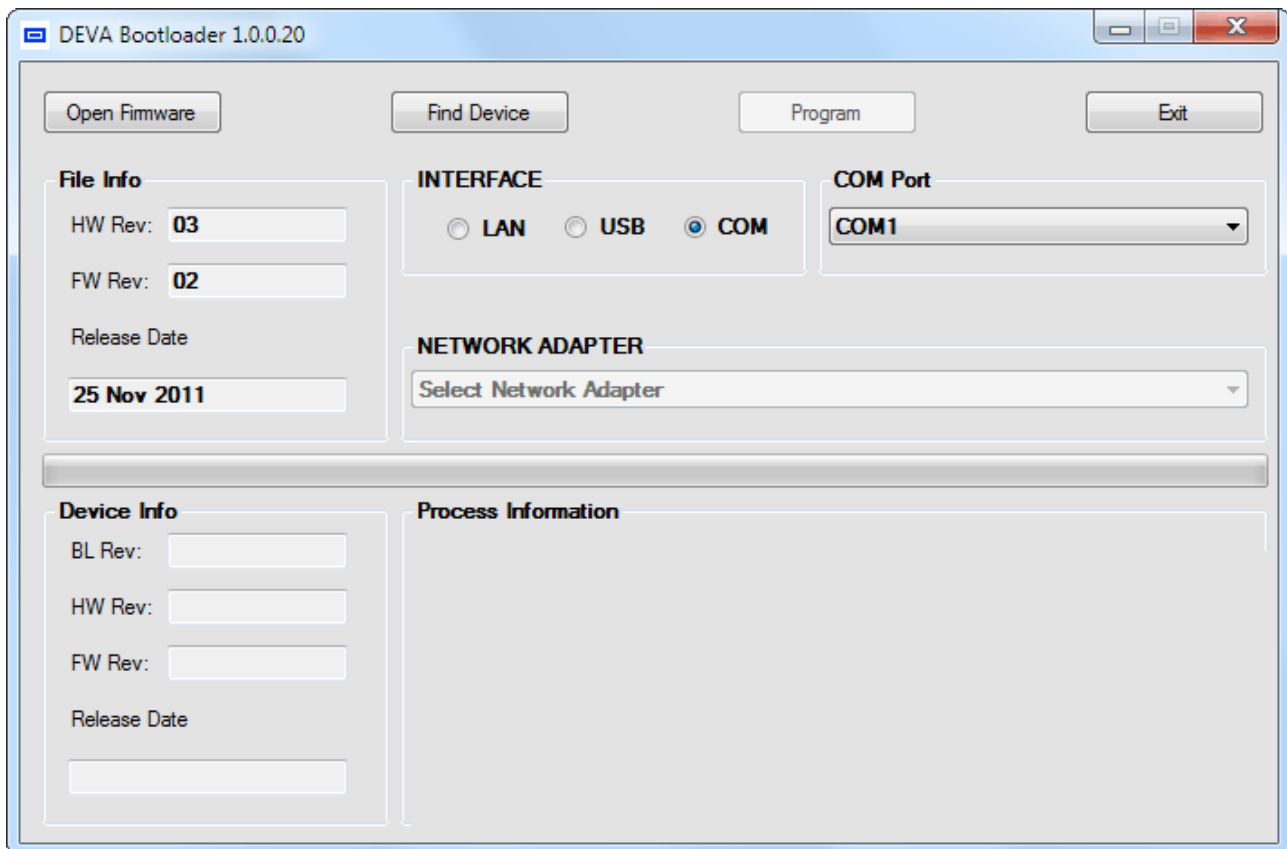 DEVA Bootloader 1.0.0.20
Open Firmware Find Device Program Exit
File Info
HW Rev: 03
FW Rev: 02
Release Date
25 Nov 2011
INTERFACE
LAN USB COM
COM Port
COM1
NETWORK ADAPTER
Select Network Adapter
Device Info
BL Rev:
HW Rev:
FW Rev:
Release Date
Process Information